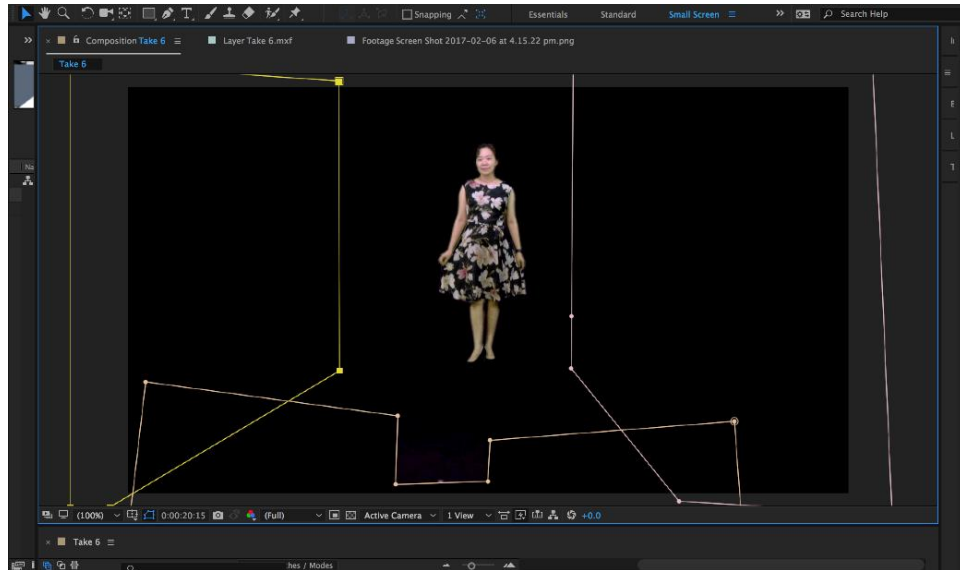 Snapping Essentials Standard Small Screen Search Help
Composition Take 6 Layer Take 6.mxf Footage Screen Shot 2017-02-06 at 4.15.22 pm.png
Take 6
Na
(100%) 0:00:20:15 (Full) Active Camera 1 View +0.0
Take 6
hes / Modes